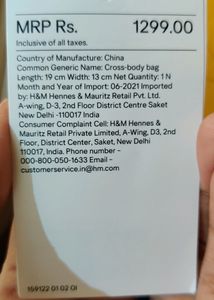 MRP Rs. 1299.00
Inclusive of all taxes.
Country of Manufacture: China
Common Generic Name: Cross-body bag
Length: 19 cm Width: 13 cm Net Quantity: 1 N
Month and Year of Import: 06-2021 Imported
by: H&M Hennes & Mauritz Retail Pvt. Ltd.
A-wing, D-3, 2nd Floor District Centre Saket
New Delhi -110017 India
Consumer Complaint Cell: H&M Hennes &
Mauritz Retail Private Limited, A-Wing, D3, 2nd
Floor, District Center, Saket, New Delhi
110017, India. Phone number -
000-800-050-1633 Email -
customerservice.in@hm.com
159122 01 02 01